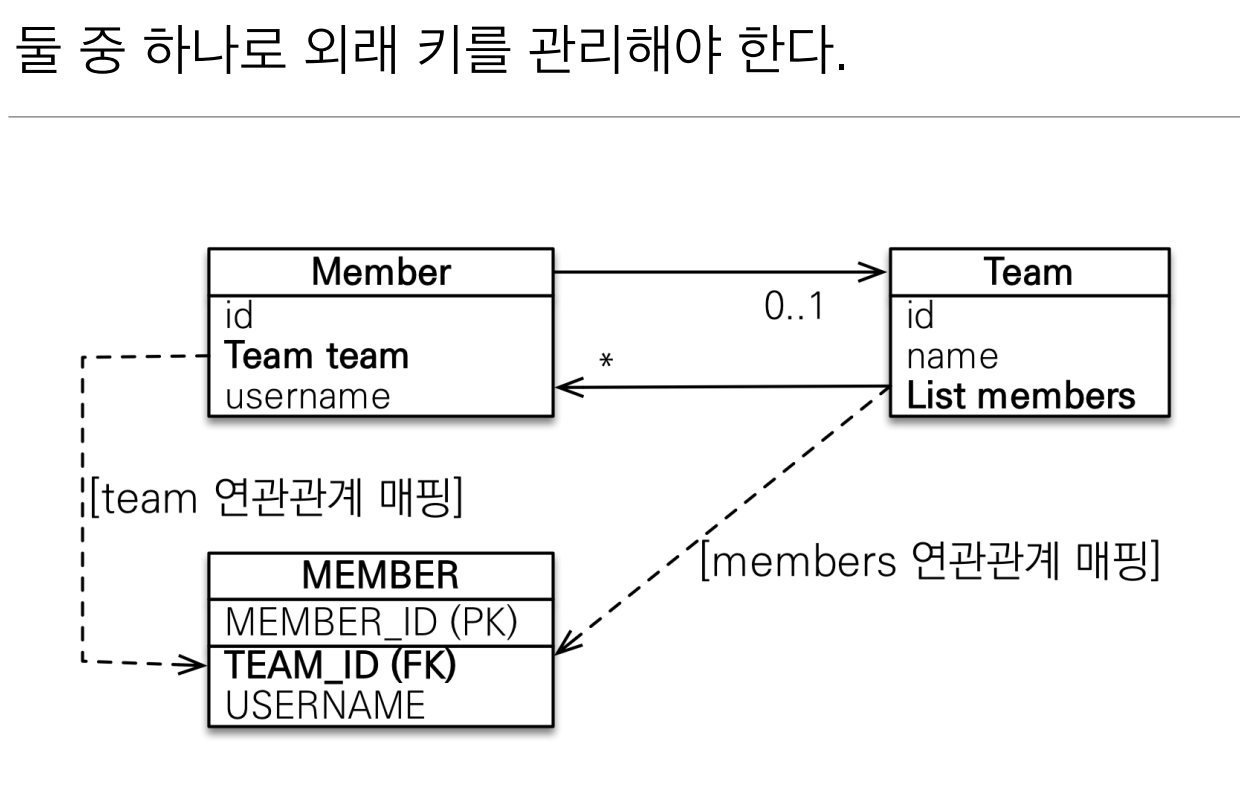 둘 중 하나로 외래 키를 관리해야 한다.
Member
id
Team team
username
0..1
*
Team
id
name
List members
[team 연관관계 매핑]
[members 연관관계 매핑]
MEMBER
MEMBER_ID (PK)
TEAM_ID (FK)
USERNAME